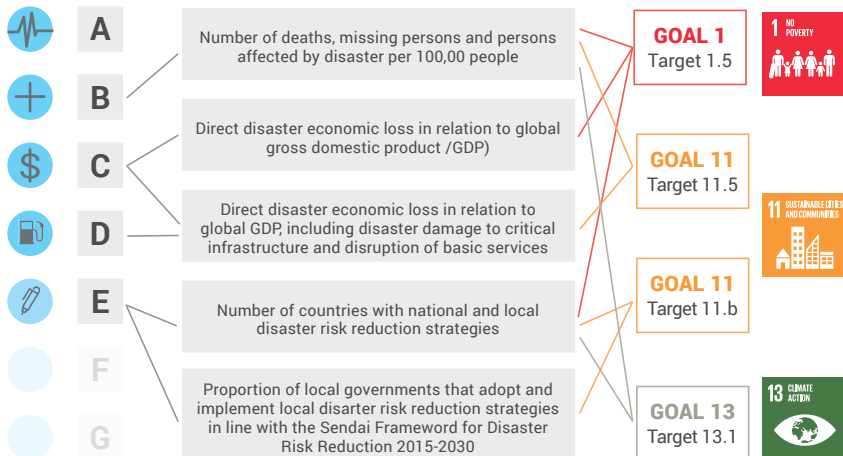 A
B
C
$
D
E
F
G
Number of deaths, missing persons and persons
affected by disaster per 100,00 people
Direct disaster economic loss in relation to global
gross domestic product /GDP)
Direct disaster economic loss in relation to
global GDP, including disaster damage to critical
infrastructure and disruption of basic services
Number of countries with national and local
disaster risk reduction strategies
Proportion of local governments that adopt and
implement local disarter risk reduction strategies
in line with the Sendai Frameword for Disaster
Risk Reduction 2015-2030
GOAL 1
Target 1.5
GOAL 11
Target 11.5
GOAL 11
Target 11.b
GOAL 13
Target 13.1
1 NO
POVERTY
11 SUSTAINABLE CITIES
AND COMMUNITIES
13 CLIMATE
ACTION